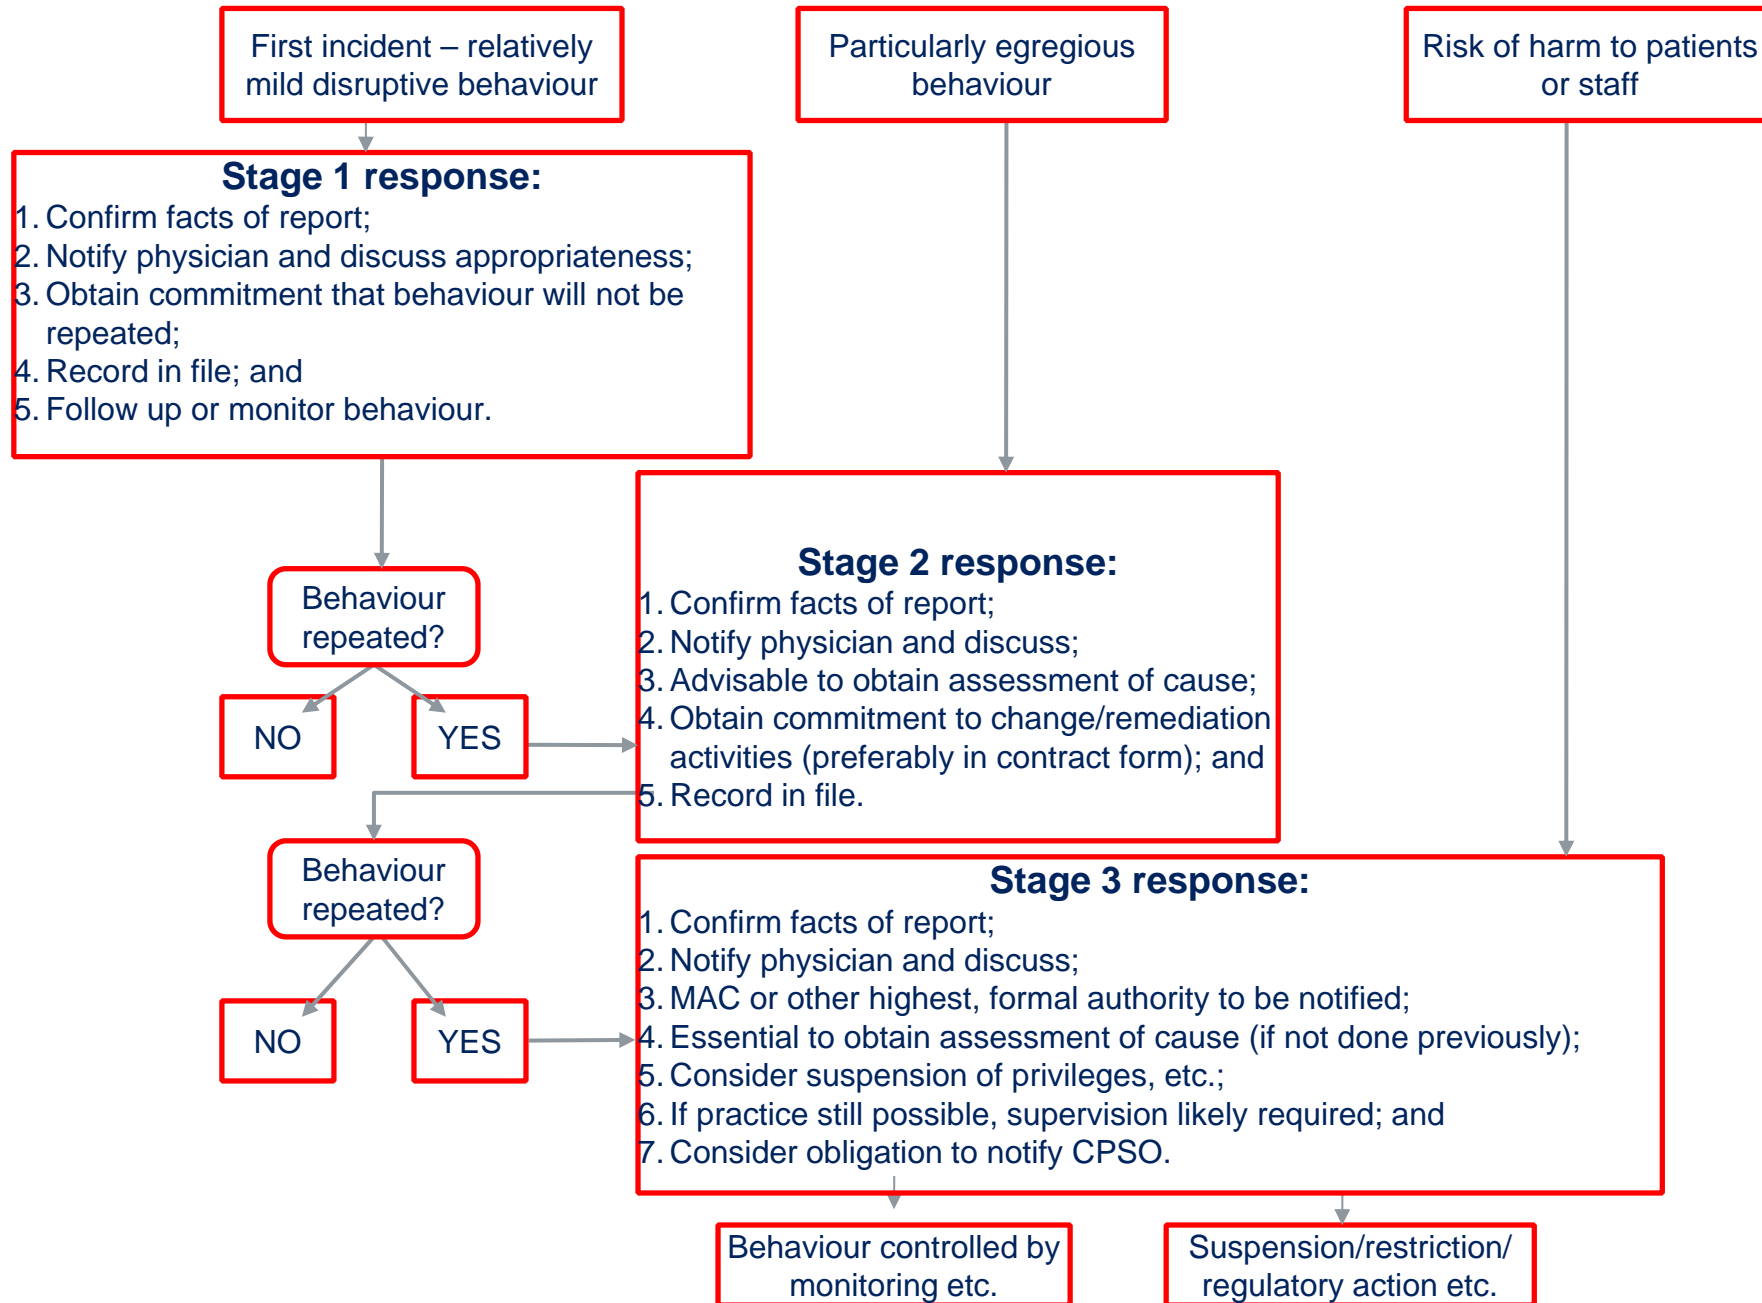 First incident – relatively
mild disruptive behaviour
Particularly egregious
behaviour
Risk of harm to patients
or staff
Stage 1 response:
1. Confirm facts of report;
2. Notify physician and discuss appropriateness;
3. Obtain commitment that behaviour will not be
repeated;
4. Record in file; and
5. Follow up or monitor behaviour.
Behaviour
repeated?
NO
YES
Stage 2 response:
1. Confirm facts of report;
2. Notify physician and discuss;
3. Advisable to obtain assessment of cause;
4. Obtain commitment to change/remediation
activities (preferably in contract form); and
5. Record in file.
Behaviour
repeated?
NO
YES
Stage 3 response:
1. Confirm facts of report;
2. Notify physician and discuss;
3. MAC or other highest, formal authority to be notified;
4. Essential to obtain assessment of cause (if not done previously);
5. Consider suspension of privileges, etc.;
6. If practice still possible, supervision likely required; and
7. Consider obligation to notify CPSO.
Behaviour controlled by
monitoring etc.
Suspension/restriction/
regulatory action etc.